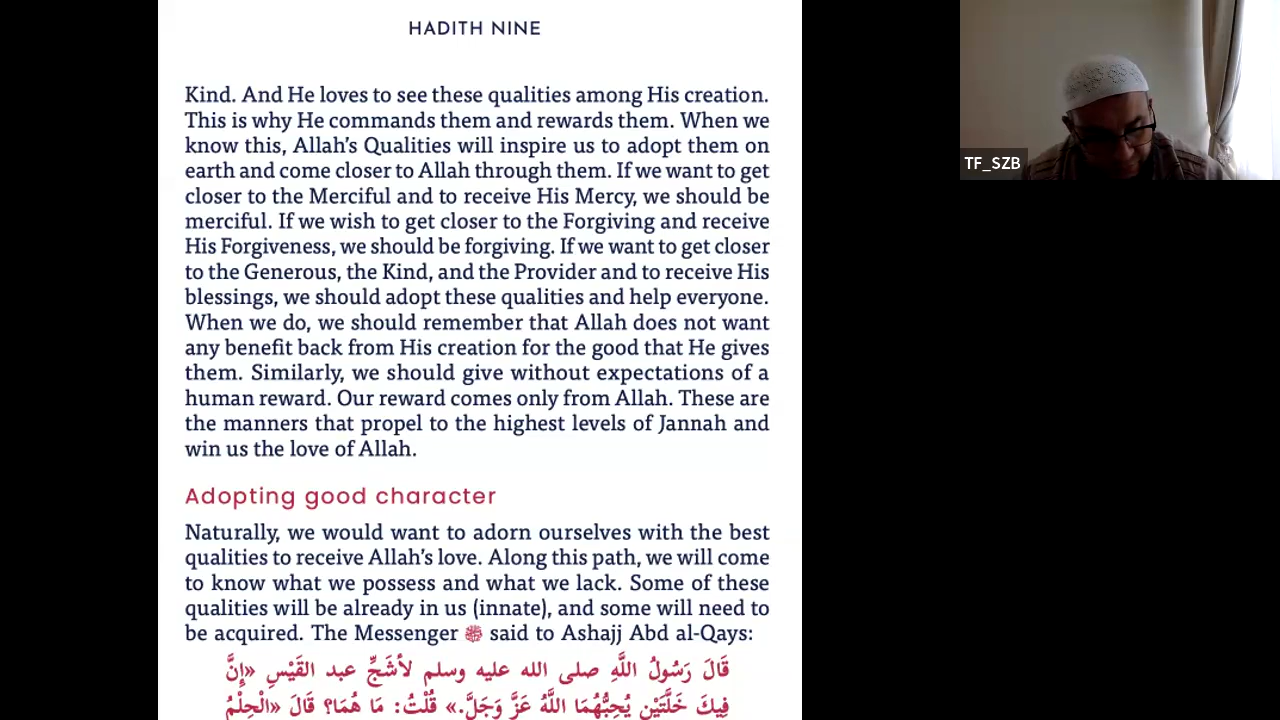 HADITH NINE
Kind. And He loves to see these qualities among His creation.
This is why He commands them and rewards them. When we
know this, Allah's Qualities will inspire us to adopt them on
earth and come closer to Allah through them. If we want to get
closer to the Merciful and to receive His Mercy, we should be
merciful. If we wish to get closer to the Forgiving and receive
His Forgiveness, we should be forgiving. If we want to get closer
to the Generous, the Kind, and the Provider and to receive His
blessings, we should adopt these qualities and help everyone.
When we do, we should remember that Allah does not want
any benefit back from His creation for the good that He gives
them. Similarly, we should give without expectations of a
human reward. Our reward comes only from Allah. These are
the manners that propel to the highest levels of Jannah and
win us the love of Allah.
Adopting good character
Naturally, we would want to adorn ourselves with the best
qualities to receive Allah's love. Along this path, we will come
to know what we possess and what we lack. Some of these
qualities will be already in us (innate), and some will need to
be acquired. The Messenger ﷺ said to Ashajj Abd al-Qays:
قَالَ رَسُولُ اللَّهِ صلى الله عليه وسلم لأشَجِّ عبد القَيْسِ «إِنَّ
فِيكَ خَلَّتَيْنِ يُحِبُّهُمَا اللَّهُ عَزَّ وَجَلَّ.» قُلْتُ: مَا هُمَا؟ قَالَ «الْحِلْمُ
TF_SZB